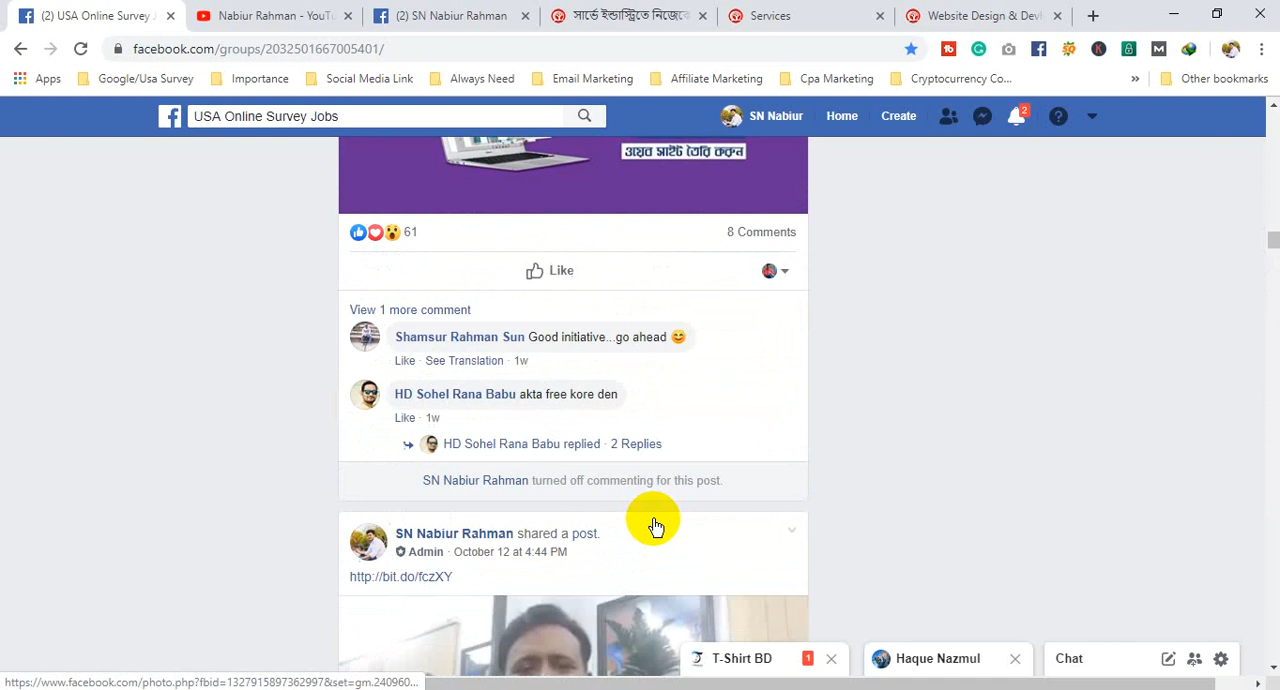 (2) USA Online Survey J
Nabiur Rahman - YouTu
(2) SN Nabiur Rahman
সার্ভে ইন্ডাস্ট্রিতে নিজেকে
Services
Website Design & Dev
facebook.com/groups/2032501667005401/
Apps
Google/Usa Survey
Importance
Social Media Link
Always Need
Email Marketing
Affiliate Marketing
Cpa Marketing
Cryptocurrency Co...
»
Other bookmarks
USA Online Survey Jobs
SN Nabiur
Home
Create
2
ওয়েব সাইট তৈরি করুন
61
8 Comments
Like
View 1 more comment
Shamsur Rahman Sun Good initiative...go ahead 😊
Like · See Translation · 1w
HD Sohel Rana Babu akta free kore den
Like · 1w
HD Sohel Rana Babu replied · 2 Replies
SN Nabiur Rahman turned off commenting for this post.
SN Nabiur Rahman shared a post.
Admin · October 12 at 4:44 PM
http://bit.do/fczXY
T-Shirt BD
1
Haque Nazmul
Chat
https://www.facebook.com/photo.php?fbid=1327915897362997&set=gm.240960...